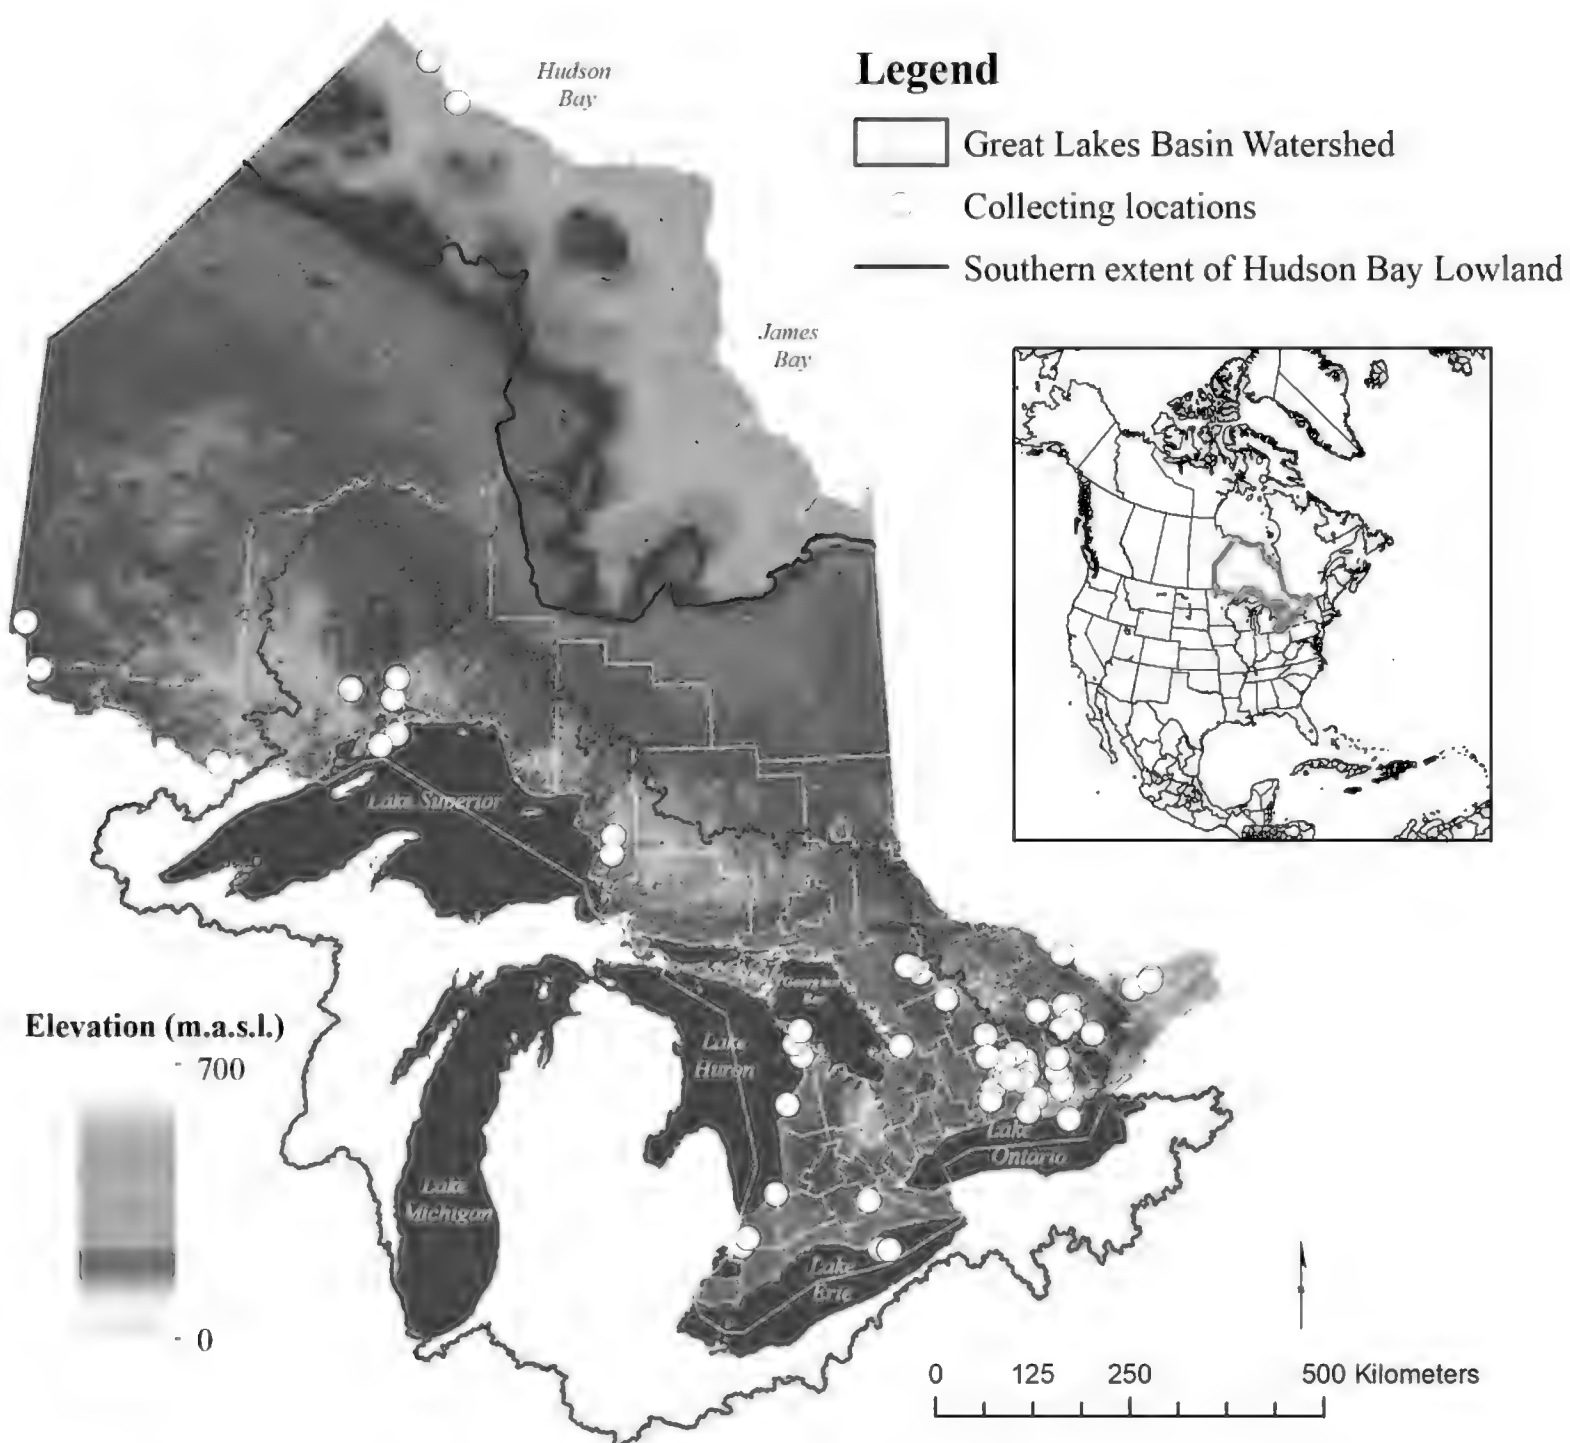 Hudson
Bay
Legend
Great Lakes Basin Watershed
Collecting locations
Southern extent of Hudson Bay Lowland
James
Bay
Lake Superior
Elevation (m.a.s.l.)
700
0
Lake
Huron
Lake
Michigan
Lake
Ontario
Lake
Erie
0 125 250 500 Kilometers